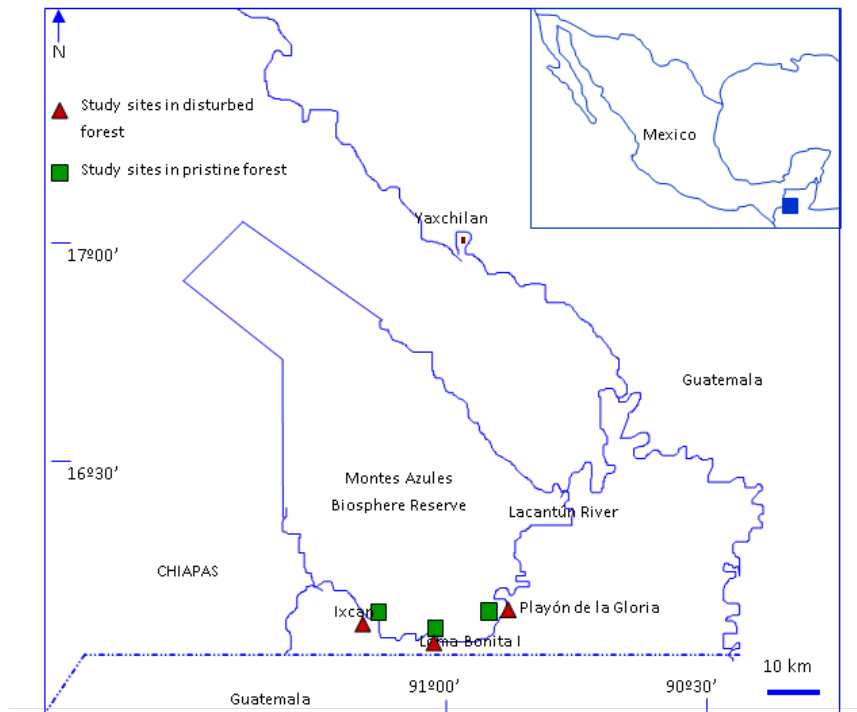 N
Study sites in disturbed
forest
Study sites in pristine forest
Mexico
Yaxchilan
17º00’
Guatemala
16º30’
Montes Azules
Biosphere Reserve
Lacantún River
CHIAPAS
Ixcan
Playón de la Gloria
Loma Bonita I
10 km
Guatemala
91º00’
90º30’